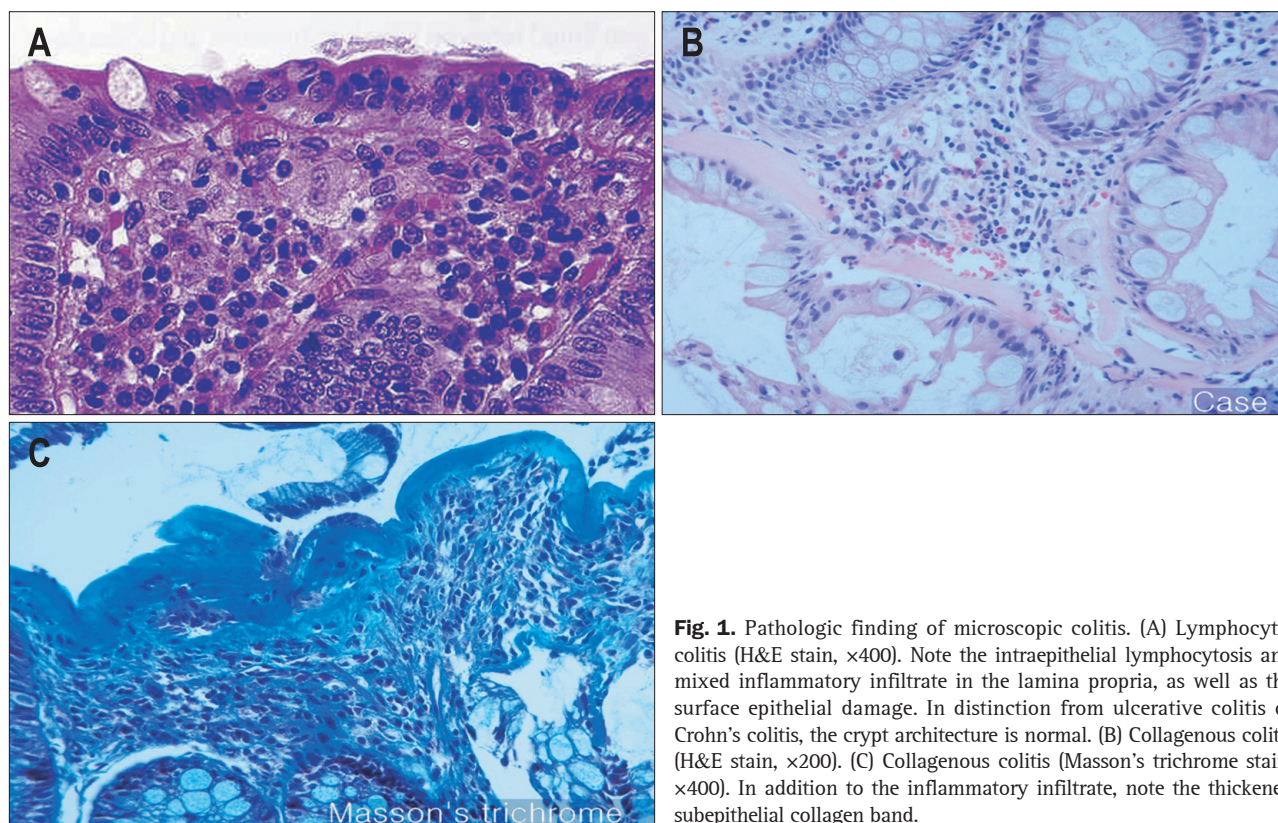 A
B
Case
C
Masson's trichrome
Fig. 1. Pathologic finding of microscopic colitis. (A) Lymphocyt
colitis (H&E stain, ×400). Note the intraepithelial lymphocytosis an
mixed inflammatory infiltrate in the lamina propria, as well as th
surface epithelial damage. In distinction from ulcerative colitis
Crohn's colitis, the crypt architecture is normal. (B) Collagenous colit
(H&E stain, ×200). (C) Collagenous colitis (Masson's trichrome stai
×400). In addition to the inflammatory infiltrate, note the thickene
subepithelial collagen band.